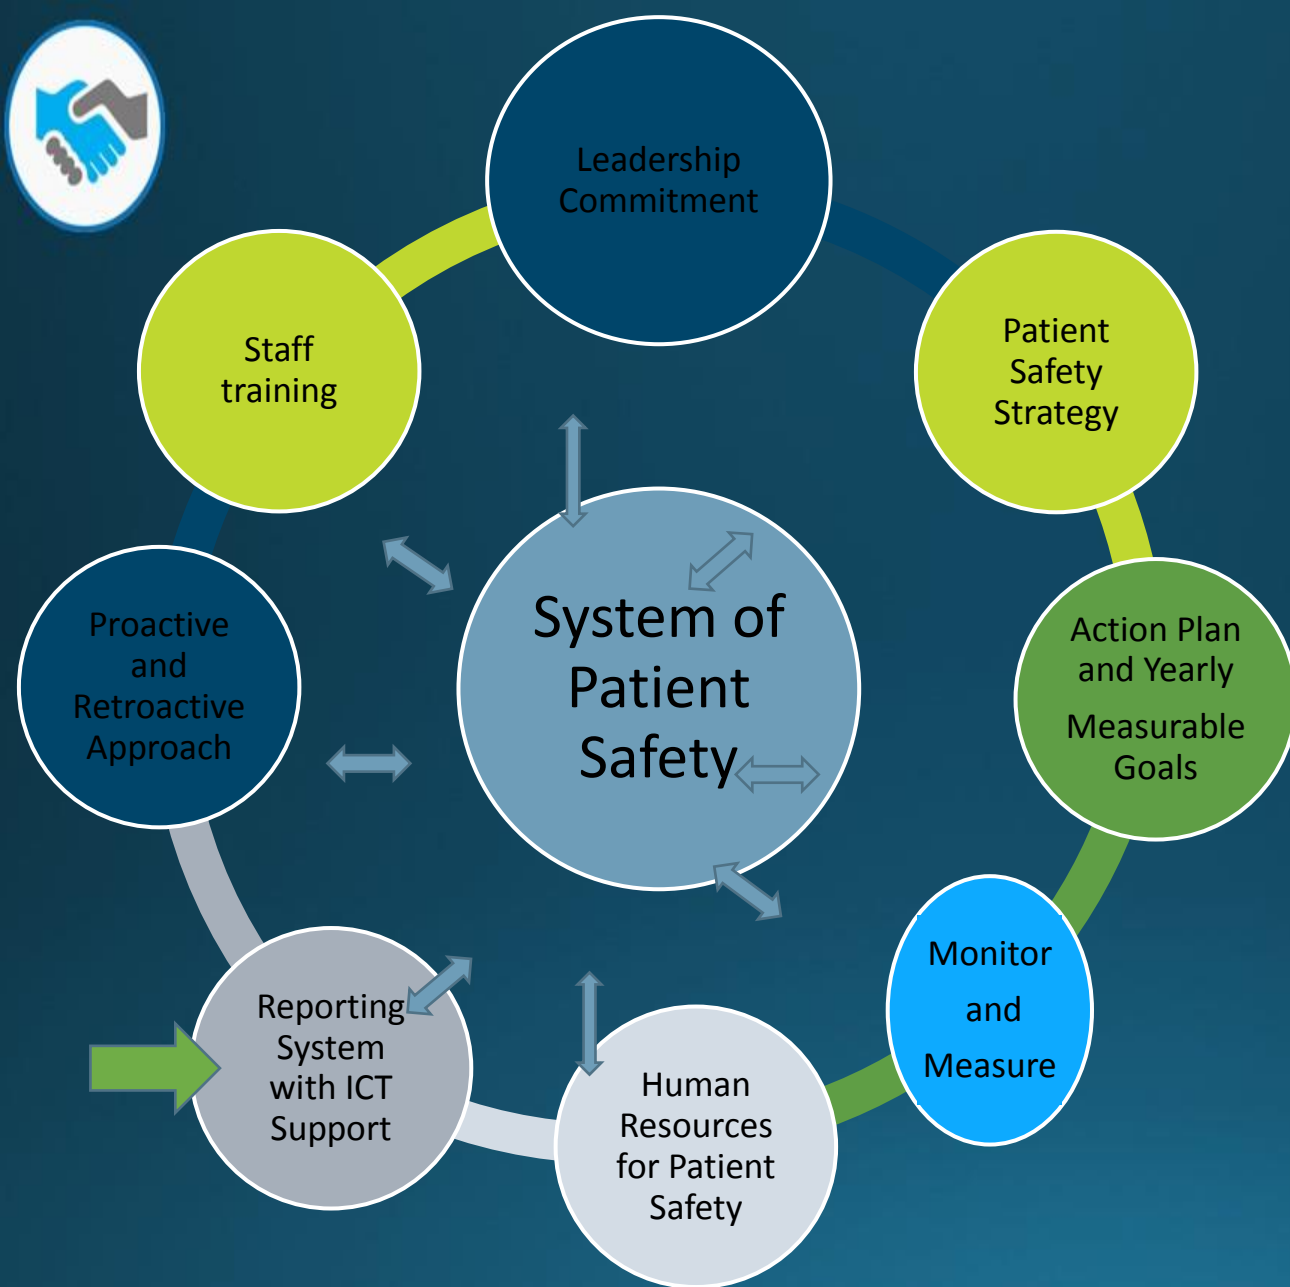 Leadership
Commitment
Patient
Safety
Strategy
Action Plan
and Yearly
Measurable
Goals
Monitor
and
Measure
Human
Resources
for Patient
Safety
Reporting
System
with ICT
Support
Proactive
and
Retroactive
Approach
Staff
training
System of
Patient
Safety